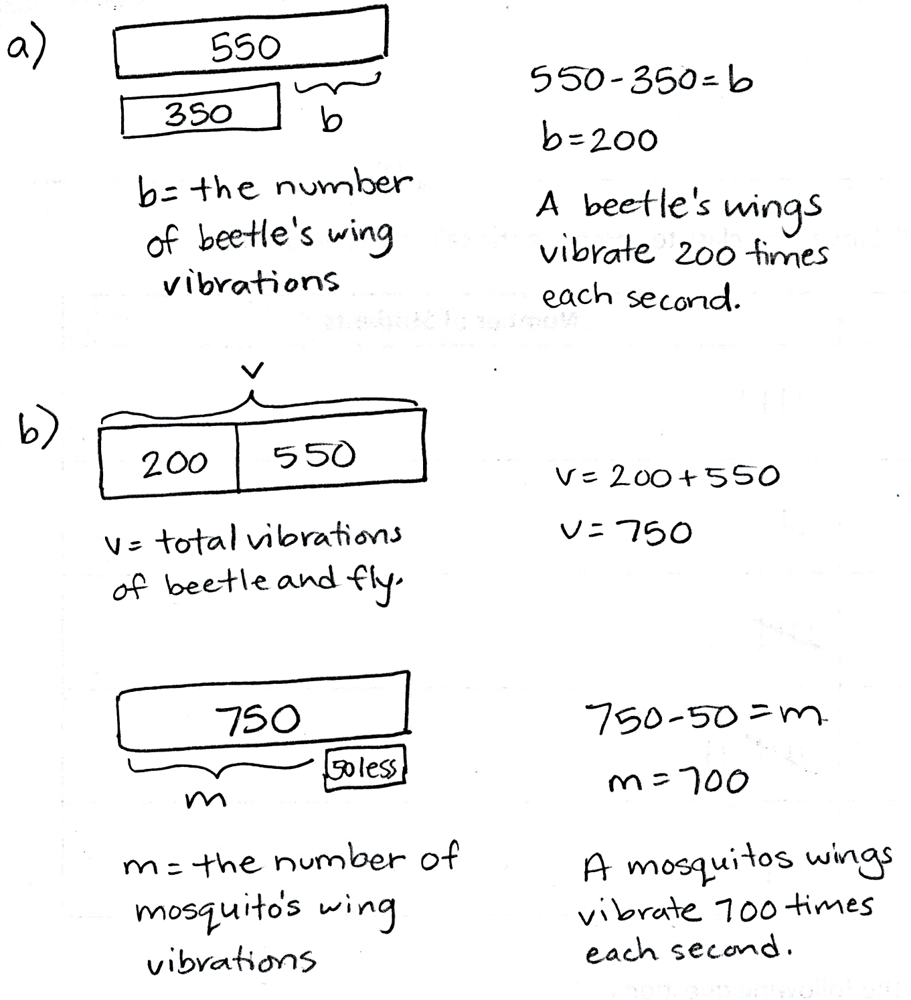 a)
550
350
b
550-350=b
b=200
b= the number
of beetle's wing
vibrations
A beetle's wings
vibrate 200 times
each second.
b)
v
200 550
v= 200+550
v= 750
v= total vibrations
of beetle and fly.
750
50 less
m
750-50=m
m=700
m= the number of
mosquito's wing
vibrations
A mosquitos wings
vibrate 700 times
each second.